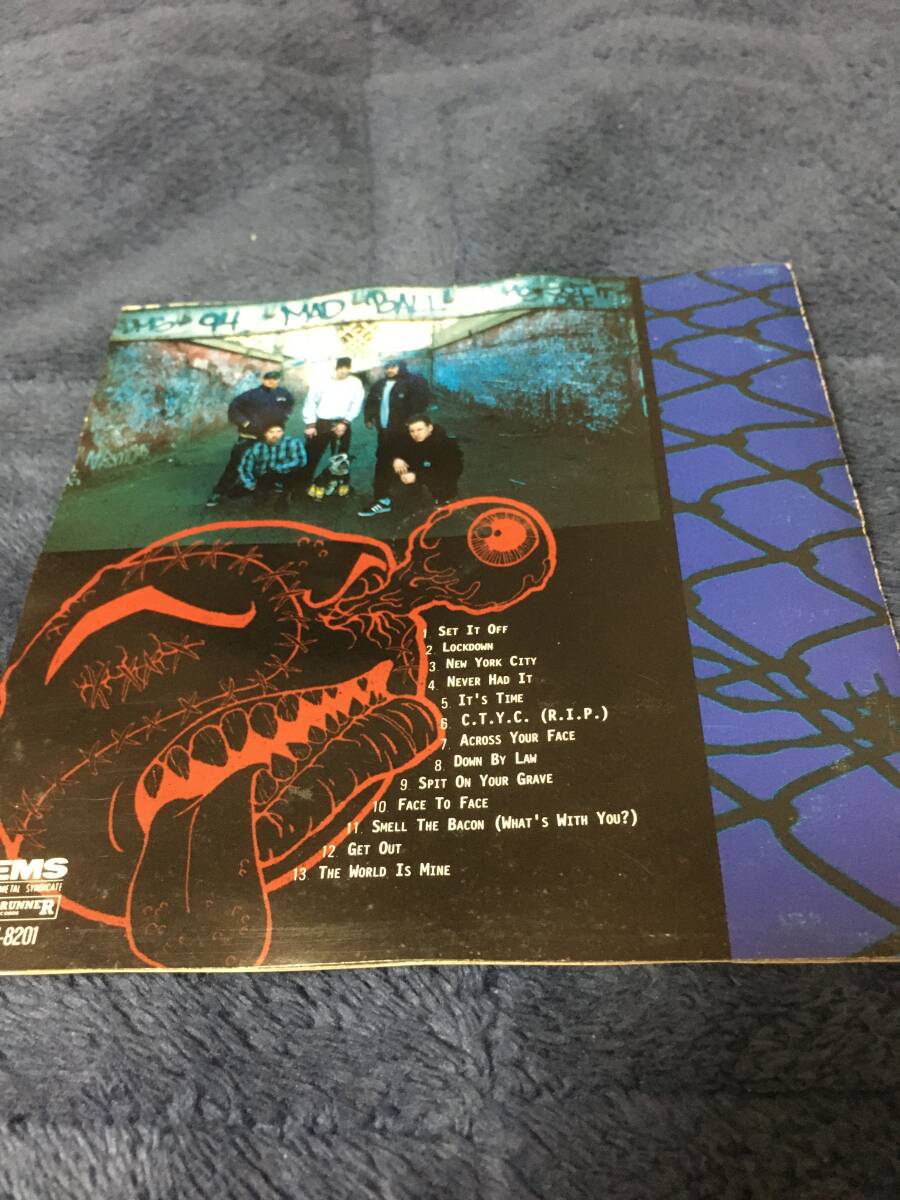 DMS 94 "MAD" "BALL"
1. SET IT OFF
2. LOCKDOWN
3. NEW YORK CITY
4. NEVER HAD IT
5. IT'S TIME
6. C.T.Y.C. (R.I.P.)
7. ACROSS YOUR FACE
8. DOWN BY LAW
9. SPIT ON YOUR GRAVE
10. FACE TO FACE
11. SMELL THE BACON (WHAT'S WITH YOU?)
12. GET OUT
13. THE WORLD IS MINE
EMS
METAL SYNDICATE
RUNNER R
-8201